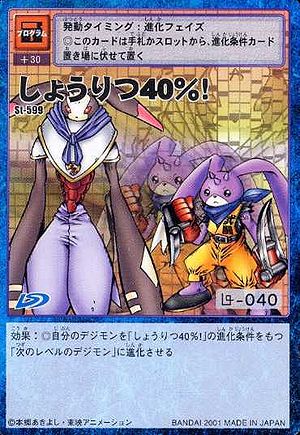 プログラム
+30
発動タイミング：進化フェイズ
◎このカードは手札かスロットから、進化条件カード
置き場に伏せて置く
しょうりつ40%!
St-599
-040
効果：◎自分のデジモンを「しょうりつ40%!」の進化条件をもつ
「次のレベルのデジモン」に進化させる
©本郷あきよし・東映アニメーション
BANDAI 2001 MADE IN JAPAN